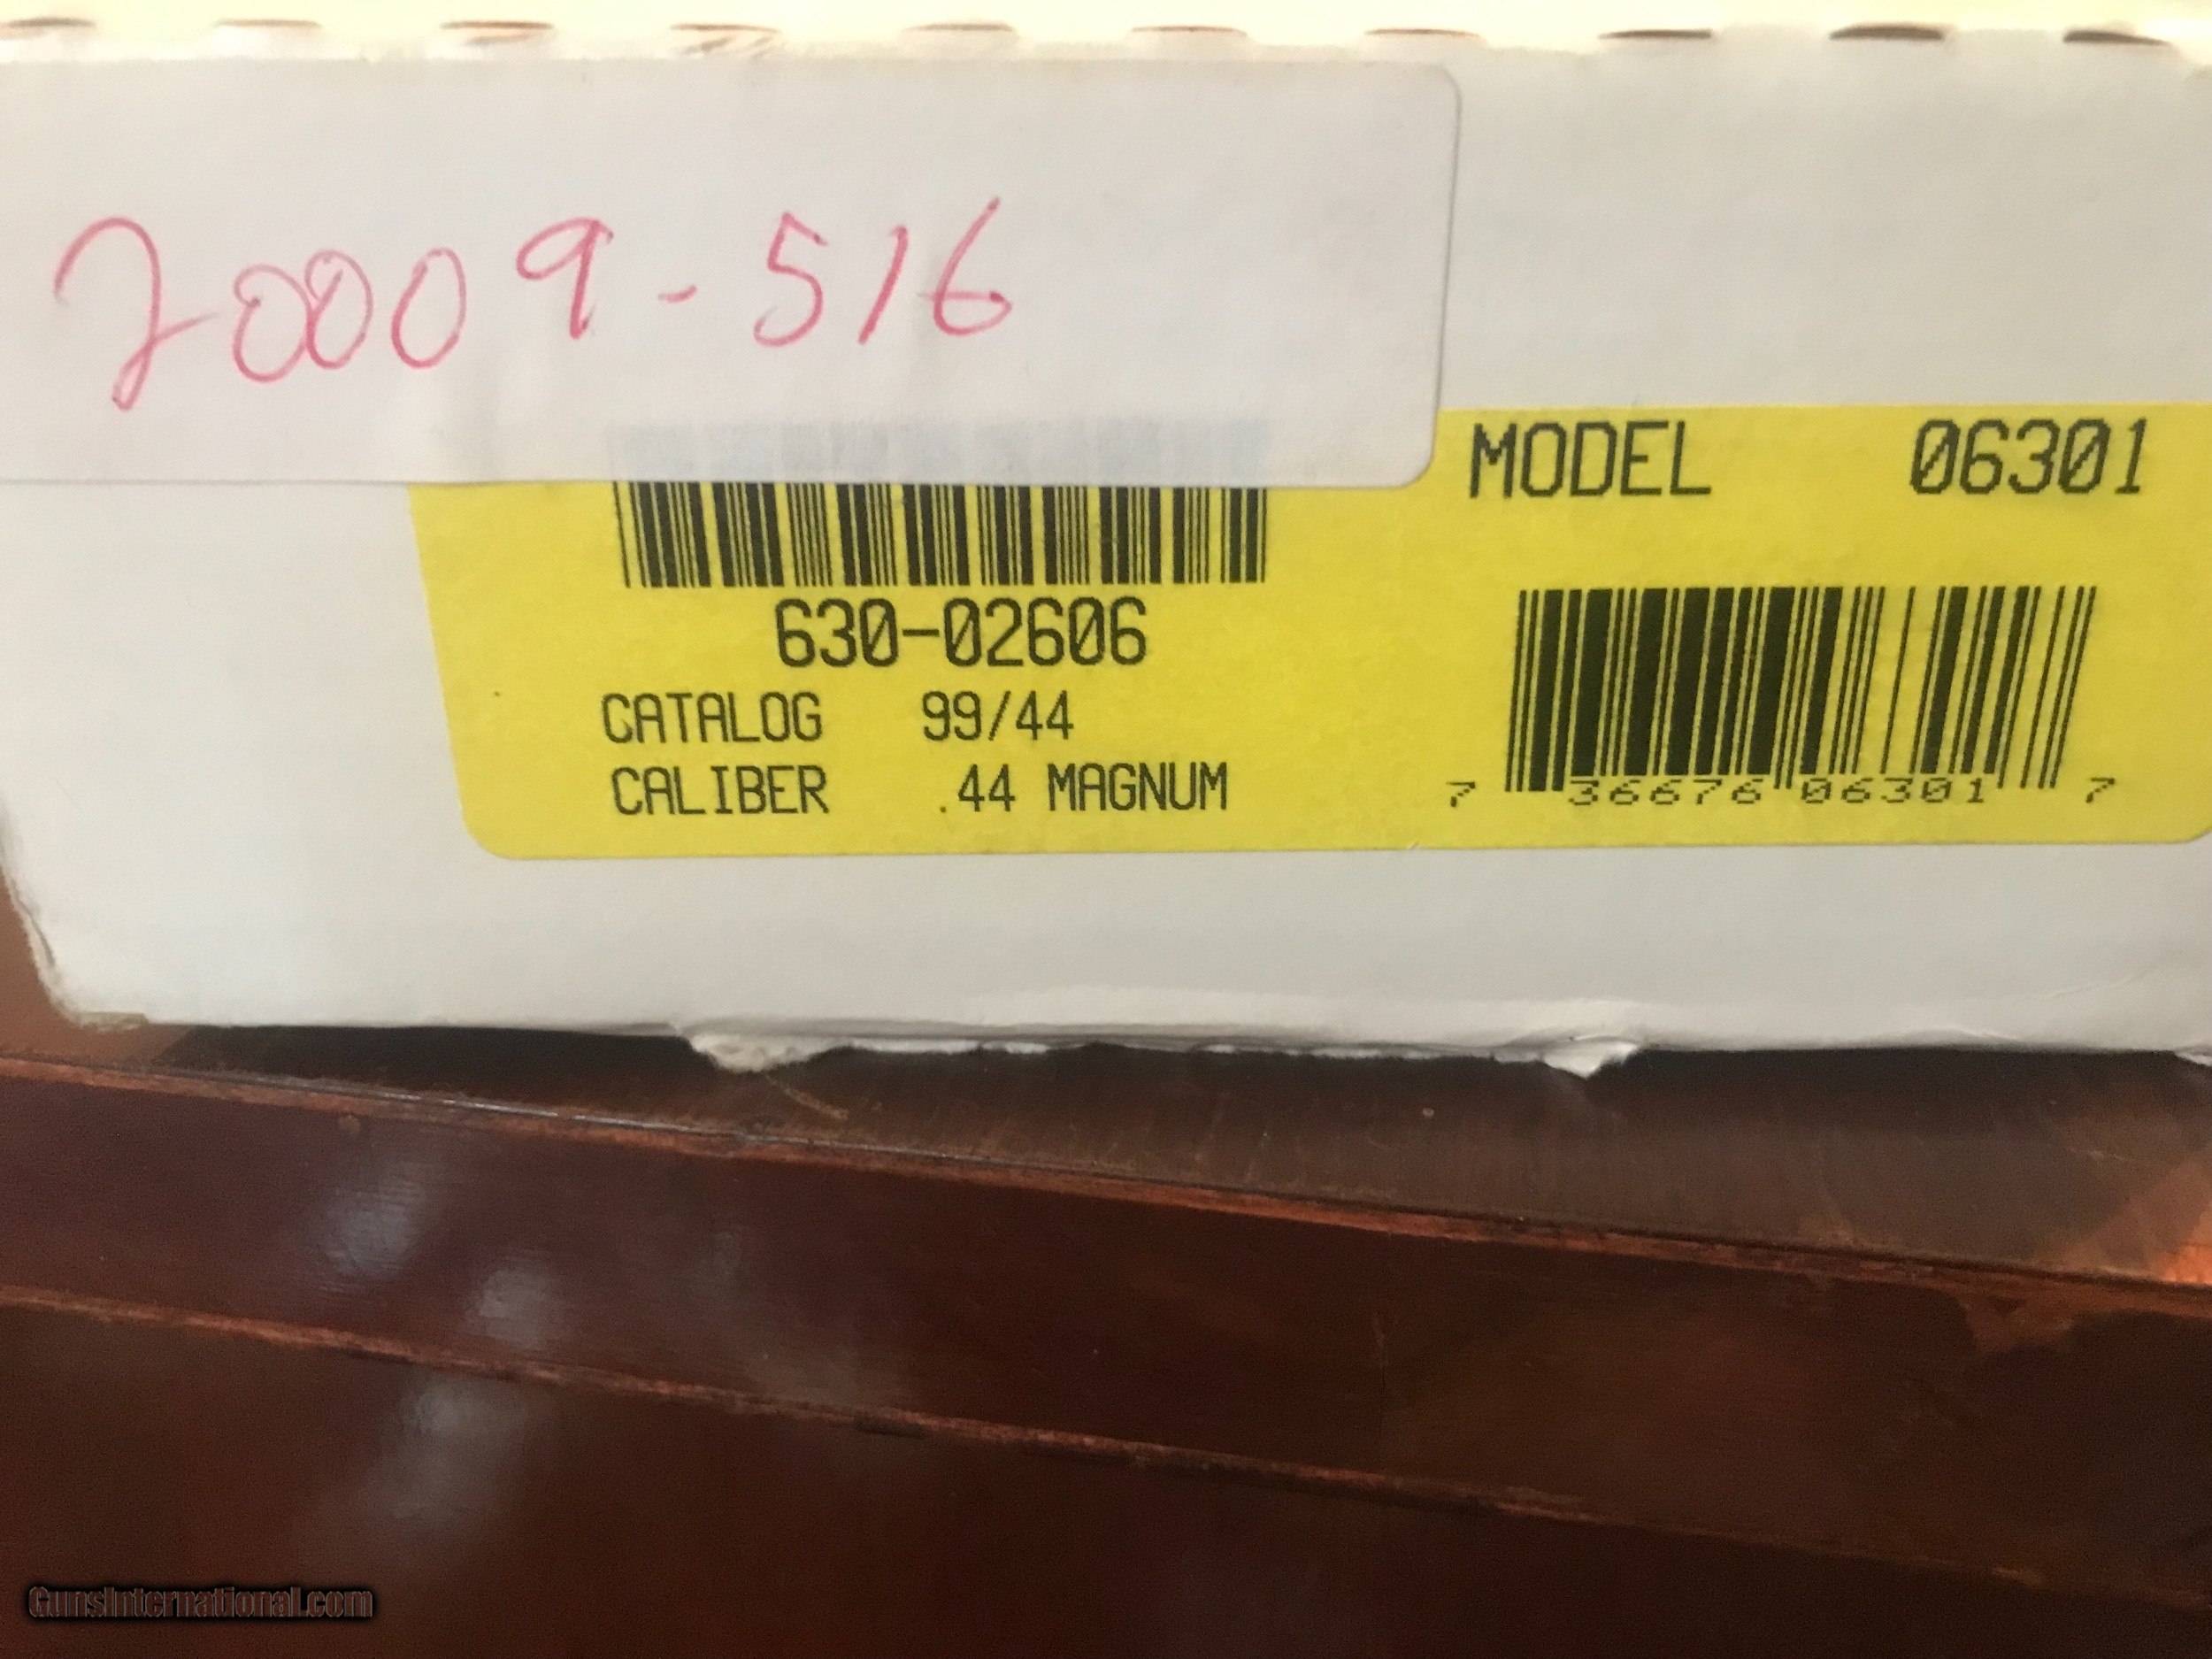 20009-516
MODEL 06301
630-02606
CATALOG 99/44
CALIBER .44 MAGNUM
7 36676 06301 7
GunsInternational.com